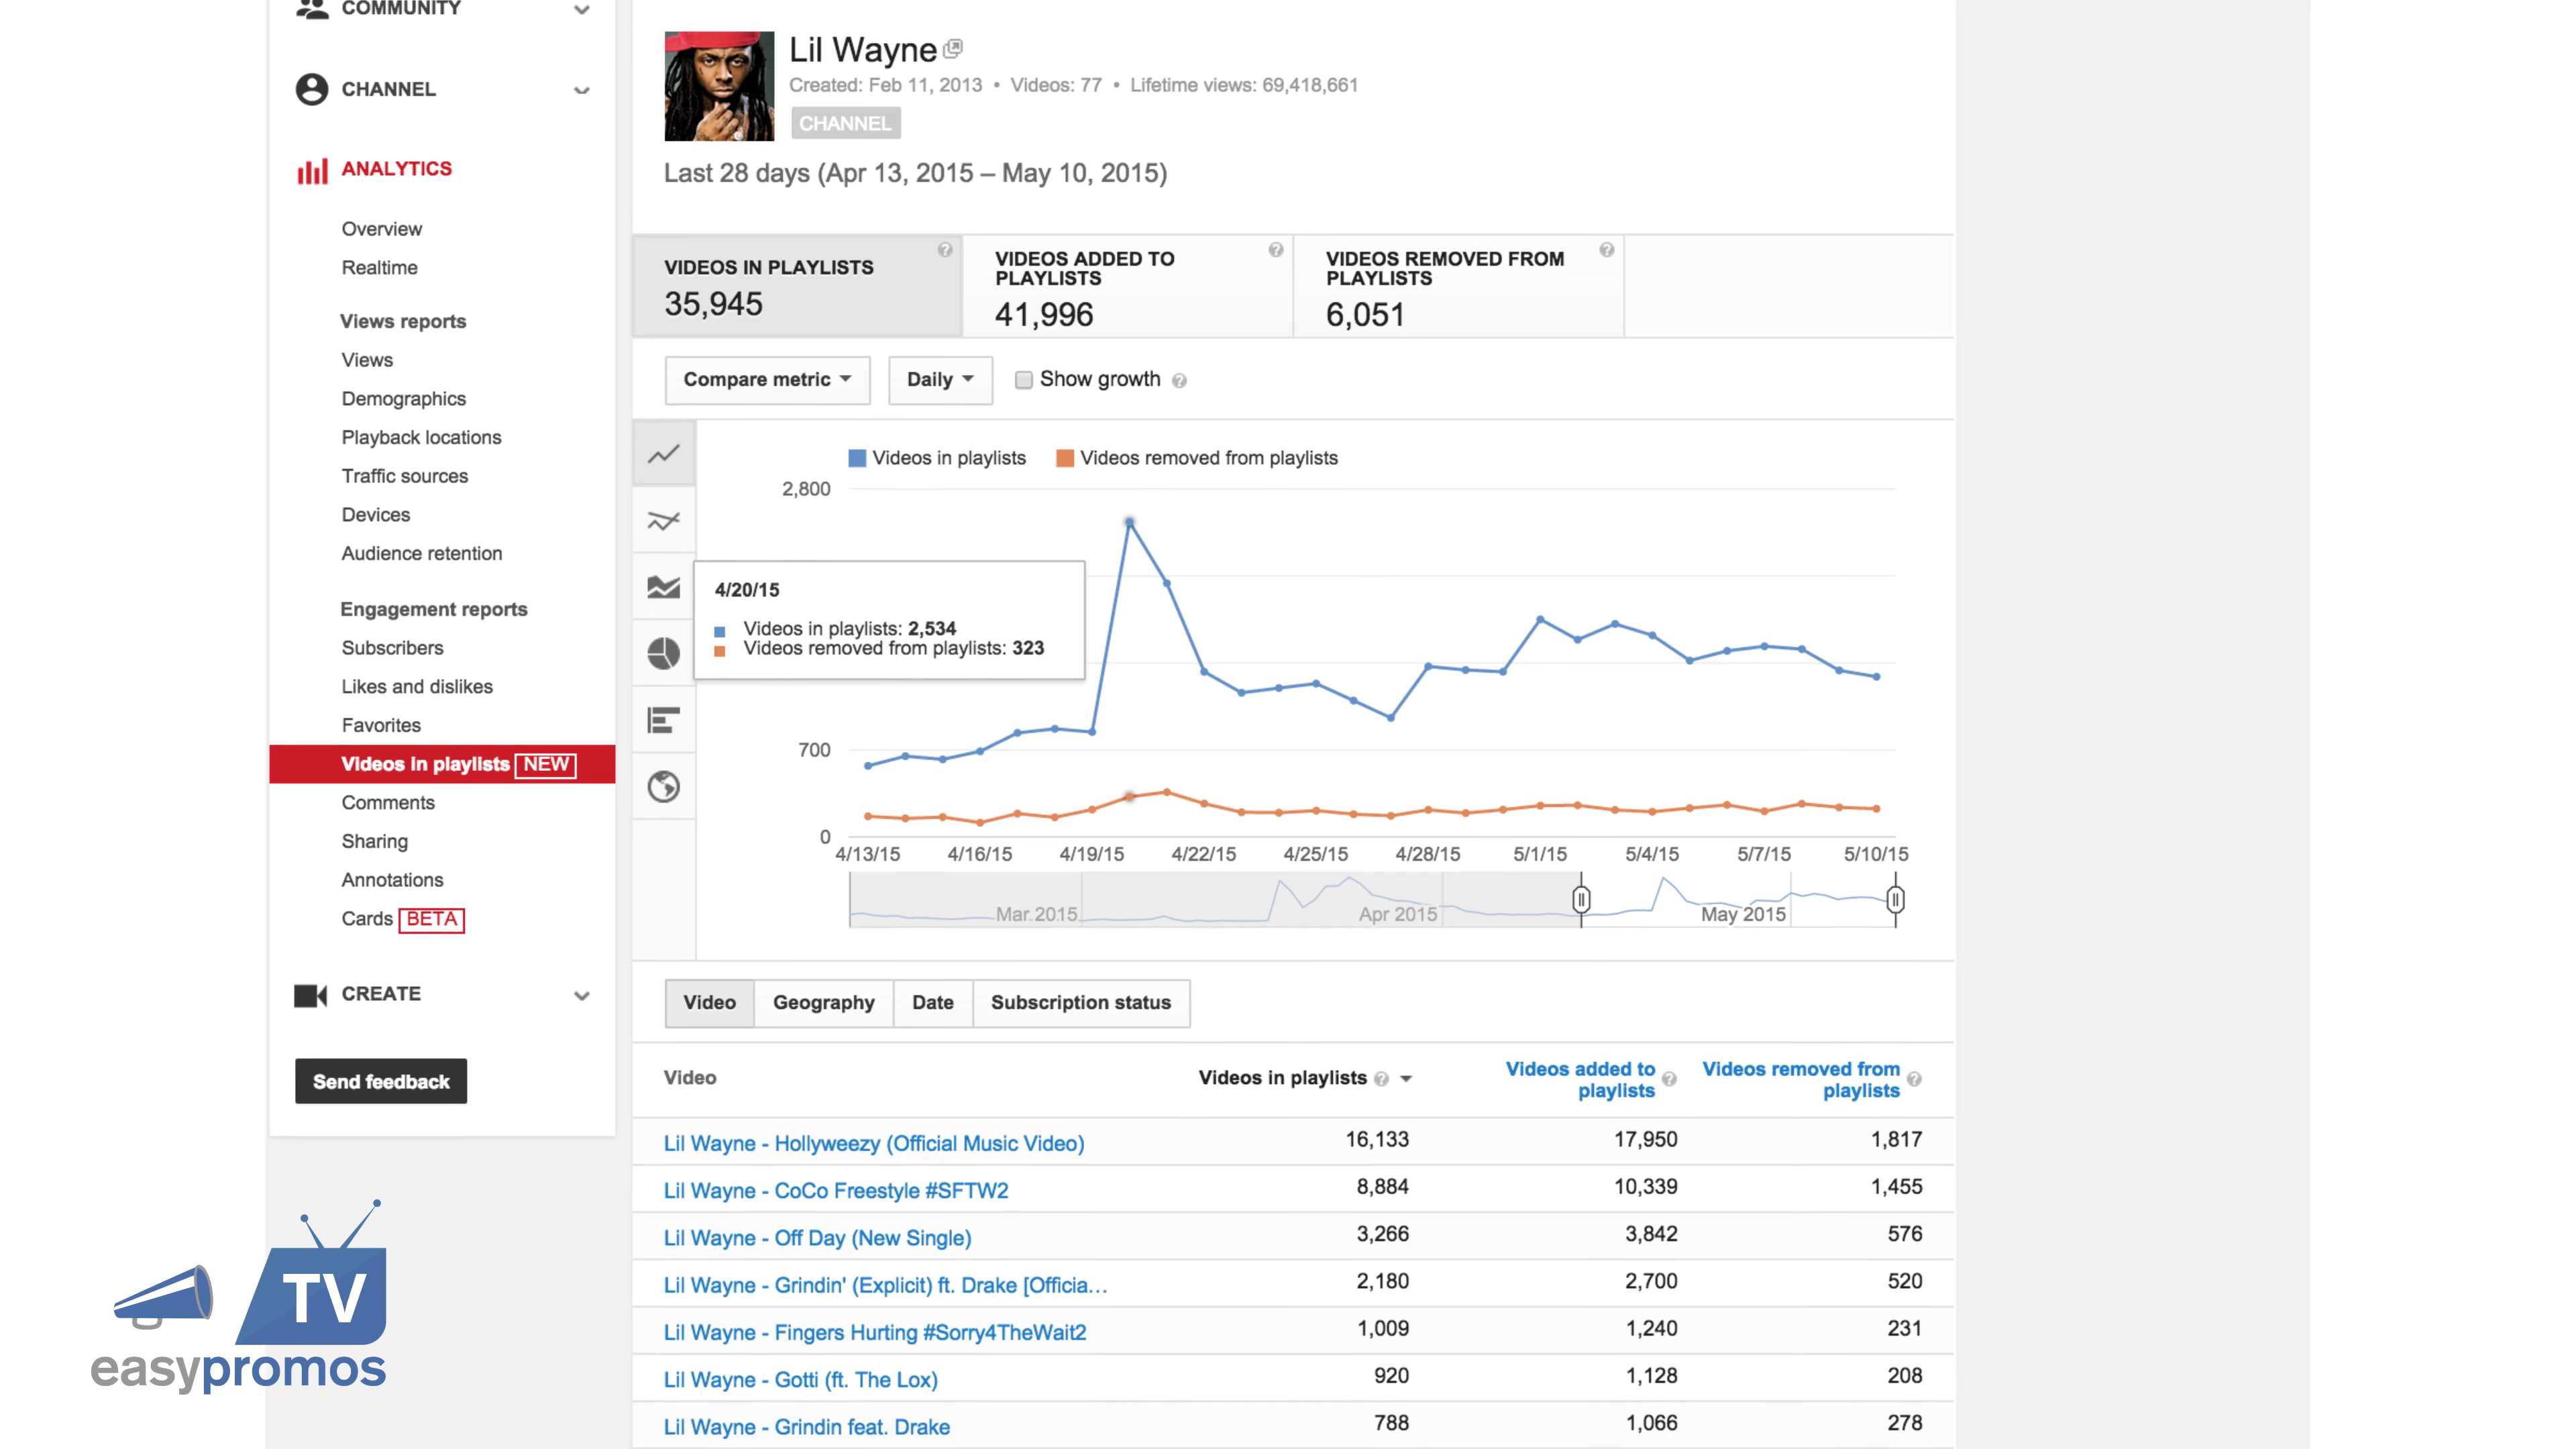 COMMUNITY
CHANNEL
ANALYTICS
Overview
Realtime
Views reports
Views
Demographics
Playback locations
Traffic sources
Devices
Audience retention
Engagement reports
Subscribers
Likes and dislikes
Favorites
Videos in playlists NEW
Comments
Sharing
Annotations
Cards BETA
CREATE
Send feedback
TV
easypromos
Lil Wayne
Created: Feb 11, 2013 • Videos: 77 • Lifetime views: 69,418,661
CHANNEL
Last 28 days (Apr 13, 2015 – May 10, 2015)
VIDEOS IN PLAYLISTS ?
35,945
VIDEOS ADDED TO ?
PLAYLISTS
41,996
VIDEOS REMOVED FROM ?
PLAYLISTS
6,051
Compare metric Daily Show growth ?
Videos in playlists Videos removed from playlists
2,800
4/20/15
Videos in playlists: 2,534
Videos removed from playlists: 323
700
0
4/13/15 4/16/15 4/19/15 4/22/15 4/25/15 4/28/15 5/1/15 5/4/15 5/7/15 5/10/15
Mar 2015 Apr 2015 May 2015
Video Geography Date Subscription status
Video Videos in playlists ? Videos added to playlists ? Videos removed from playlists ?
Lil Wayne - Hollyweezy (Official Music Video) 16,133 17,950 1,817
Lil Wayne - CoCo Freestyle #SFTW2 8,884 10,339 1,455
Lil Wayne - Off Day (New Single) 3,266 3,842 576
Lil Wayne - Grindin' (Explicit) ft. Drake [Officia… 2,180 2,700 520
Lil Wayne - Fingers Hurting #Sorry4TheWait2 1,009 1,240 231
Lil Wayne - Gotti (ft. The Lox) 920 1,128 208
Lil Wayne - Grindin feat. Drake 788 1,066 278